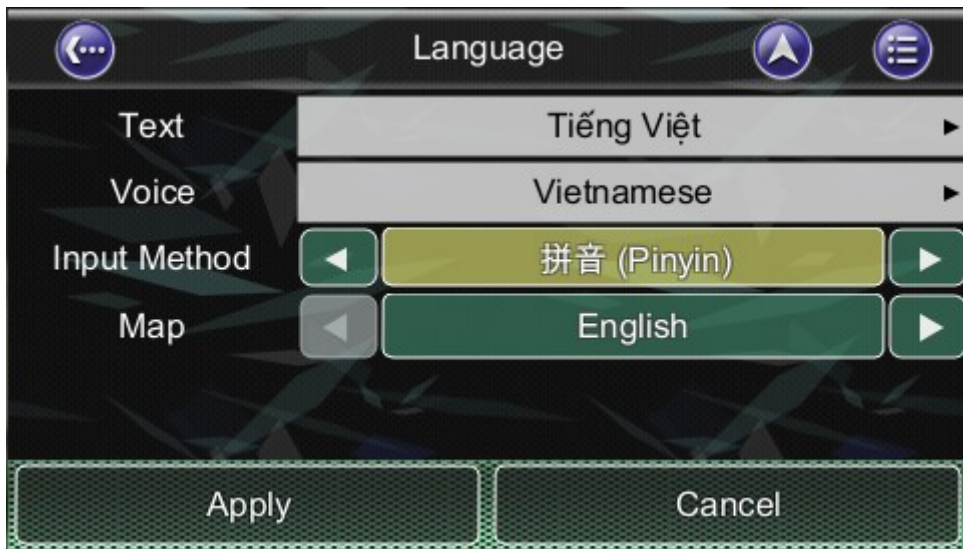 Language
Text Tiếng Việt
Voice Vietnamese
Input Method 拼音 (Pinyin)
Map English
Apply Cancel